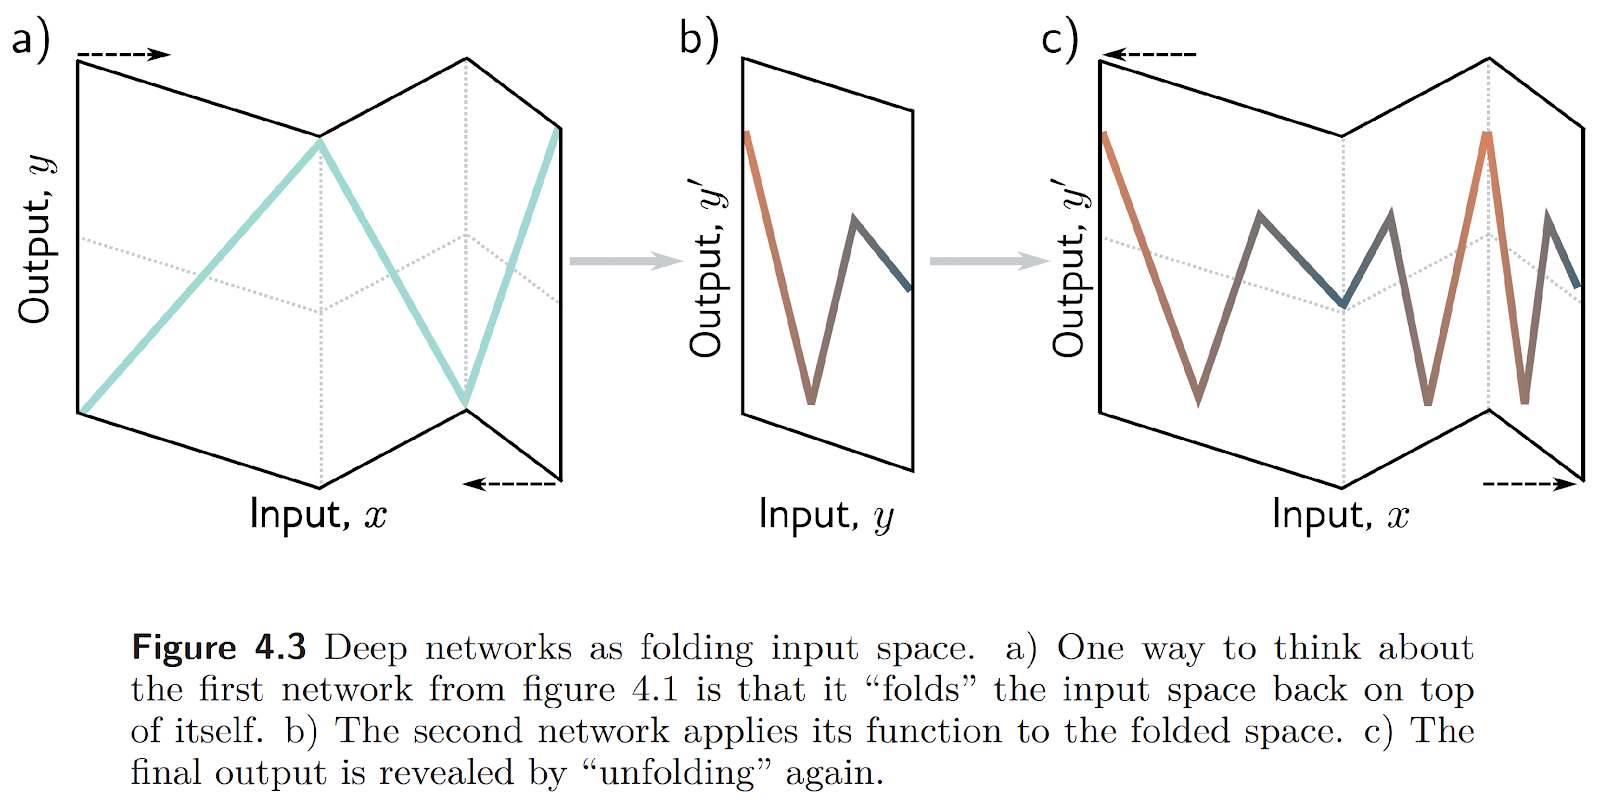 a)
b)
c)
Output, y
Input, x
Output, y′
Input, y
Output, y′
Input, x
Figure 4.3 Deep networks as folding input space. a) One way to think about
the first network from figure 4.1 is that it “folds” the input space back on top
of itself. b) The second network applies its function to the folded space. c) The
final output is revealed by “unfolding” again.